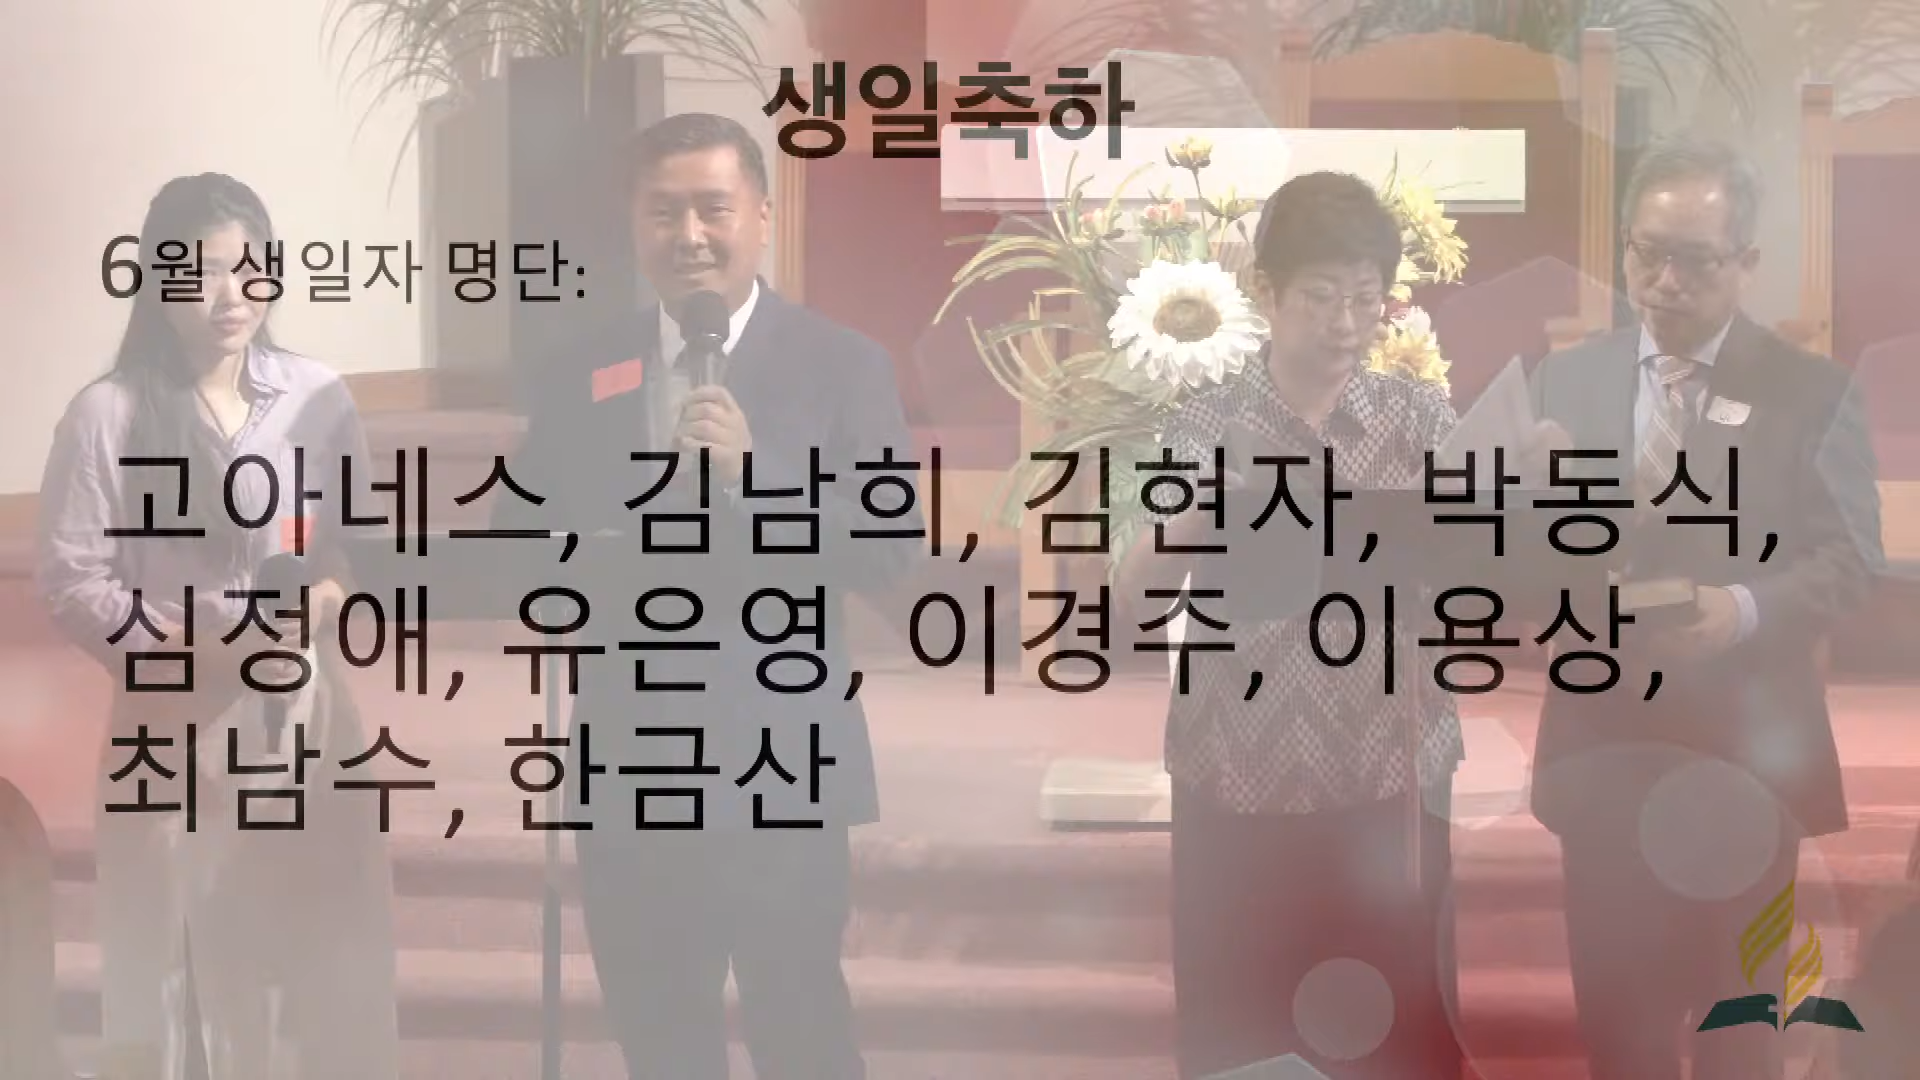 생일축하
6월 생일자 명단:
고아네스, 김남희, 김현자, 박동식,
심정애, 유은영, 이경주, 이용상,
최남수, 한금산